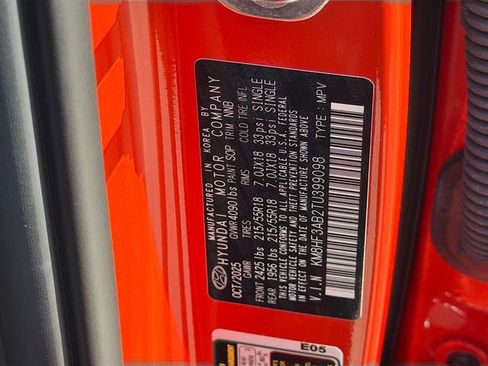 MANUFACTURED IN KOREA BY
HYUNDAI MOTOR COMPANY
OCT/2025 GVWR 4090 lbs PAINT SOP TRIM NNB
GAWR TIRES RIMS COLD TIRE INFL
FRONT 2425 lbs 215/55R18 7.0JX18 33psi SINGLE
REAR 1956 lbs 215/55R18 7.0JX18 33psi SINGLE
THIS VEHICLE CONFORMS TO ALL APPLICABLE U.S.A. FEDERAL
MOTOR VEHICLE SAFETY AND THEFT PREVENTION STANDARDS
IN EFFECT ON THE DATE OF MANUFACTURE SHOWN ABOVE
V.I.N KM8HF3AB2TU399098 TYPE: MPV
E05